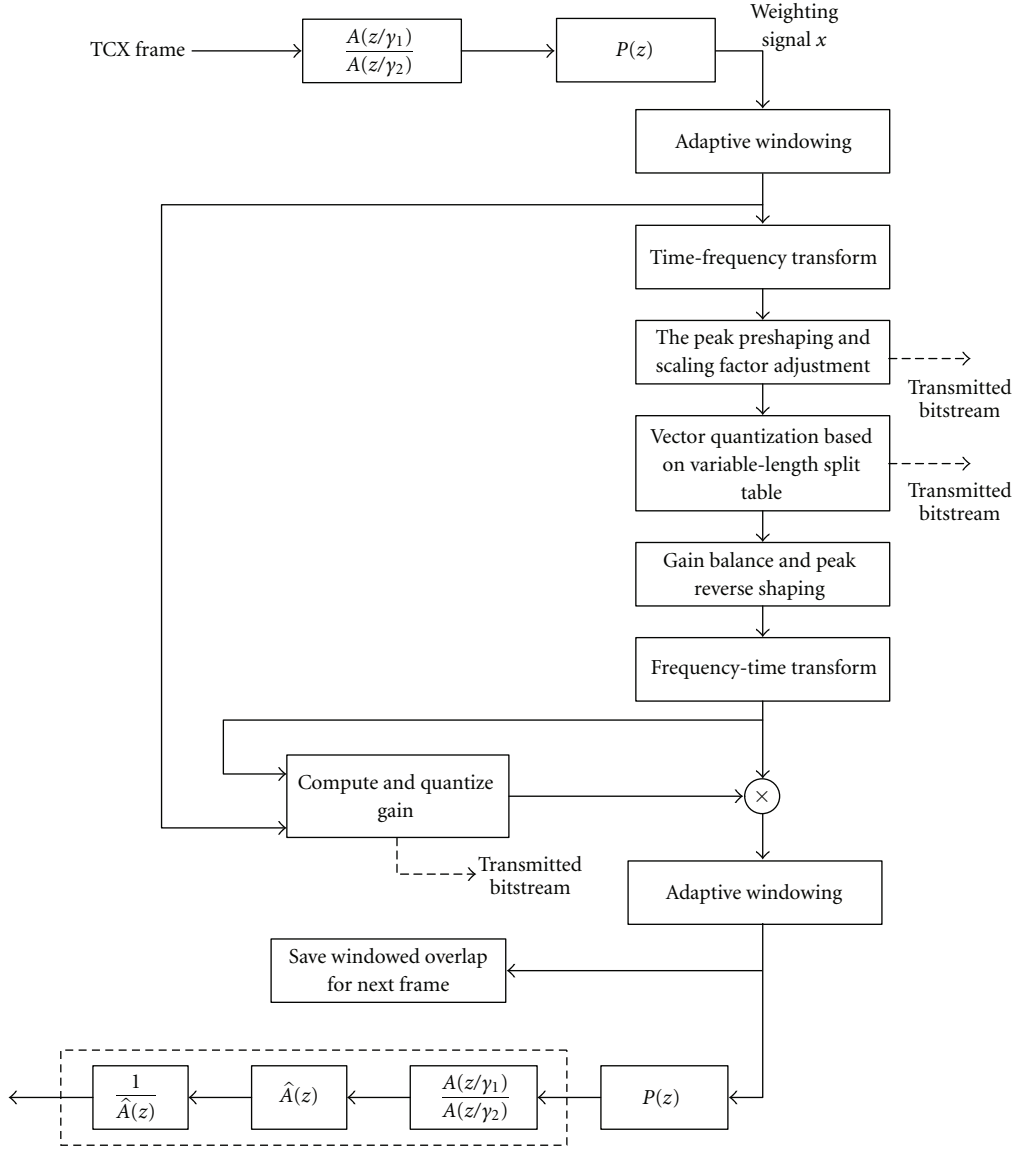 Weighting
signal x
TCX frame
A(z/γ1)
A(z/γ2)
P(z)
Adaptive windowing
Time-frequency transform
The peak preshaping and
scaling factor adjustment
Transmitted
bitstream
Vector quantization based
on variable-length split
table
Transmitted
bitstream
Gain balance and peak
reverse shaping
Frequency-time transform
Compute and quantize
gain
×
Transmitted
bitstream
Adaptive windowing
Save windowed overlap
for next frame
1
Â(z)
Â(z)
A(z/γ1)
A(z/γ2)
P(z)